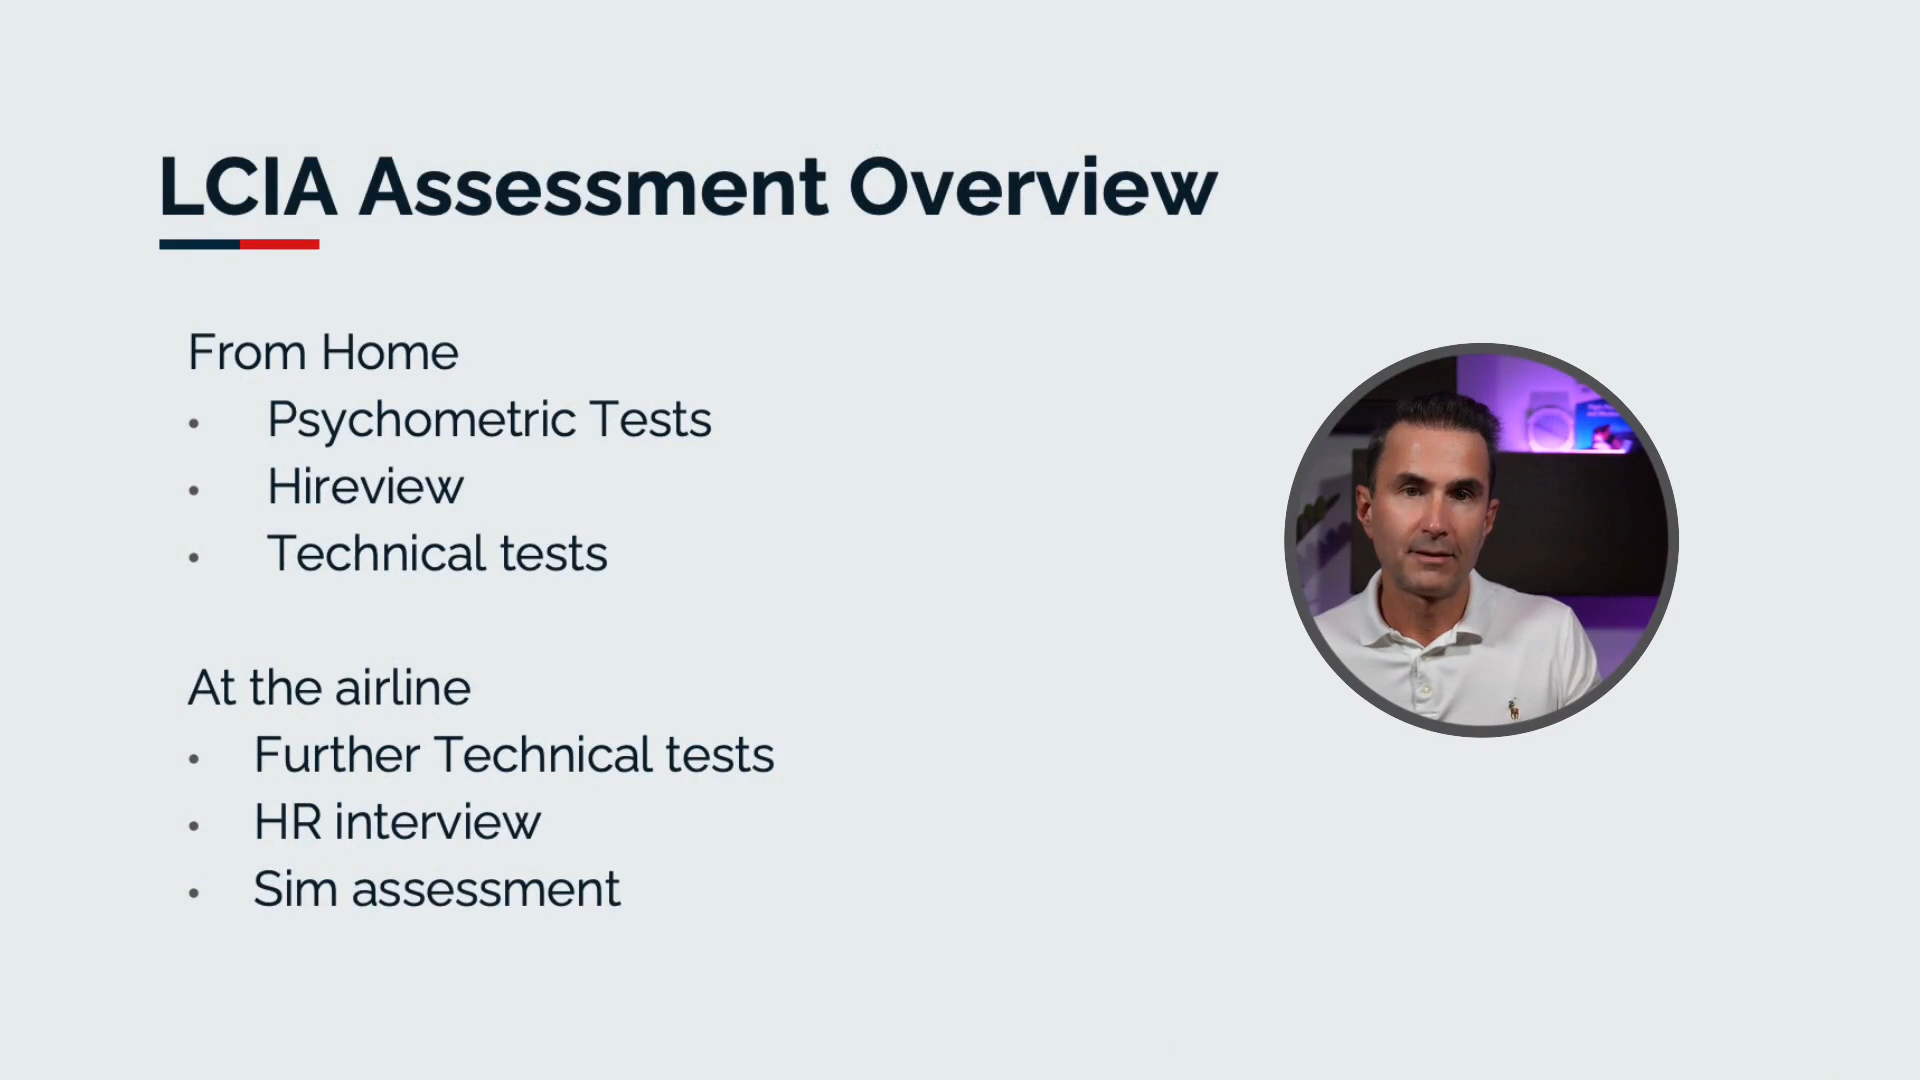 LCIA Assessment Overview
From Home
• Psychometric Tests
• Hireview
• Technical tests
At the airline
• Further Technical tests
• HR interview
• Sim assessment